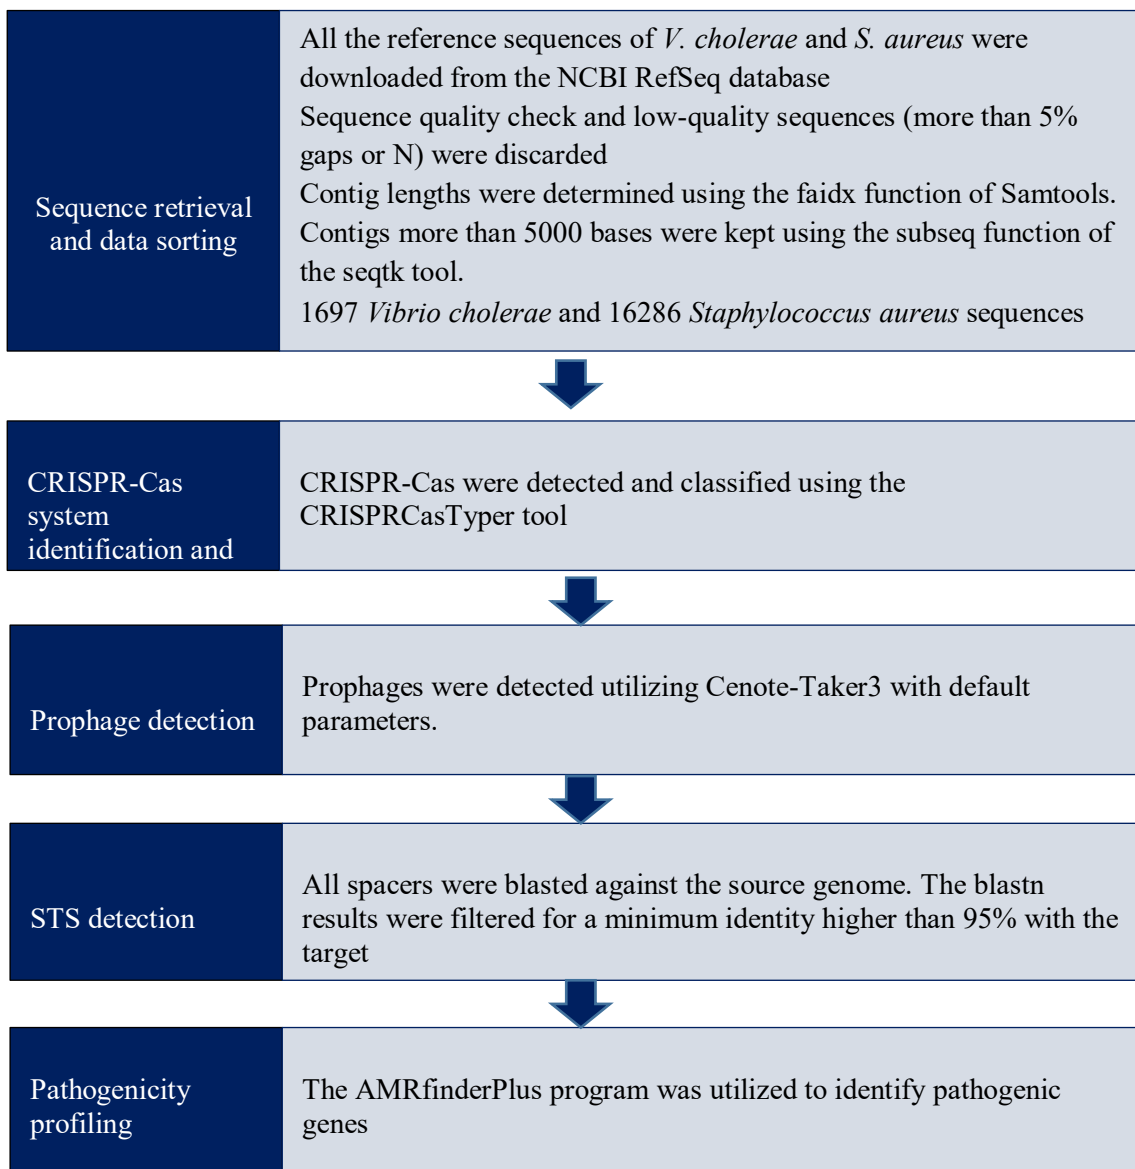 Sequence retrieval
and data sorting
All the reference sequences of V. cholerae and S. aureus were
downloaded from the NCBI RefSeq database
Sequence quality check and low-quality sequences (more than 5%
gaps or N) were discarded
Contig lengths were determined using the faidx function of Samtools.
Contigs more than 5000 bases were kept using the subseq function of
the seqtk tool.
1697 Vibrio cholerae and 16286 Staphylococcus aureus sequences
CRISPR-Cas
system
identification and
CRISPR-Cas were detected and classified using the
CRISPRCasTyper tool
Prophage detection
Prophages were detected utilizing Cenote-Taker3 with default
parameters.
STS detection
All spacers were blasted against the source genome. The blastn
results were filtered for a minimum identity higher than 95% with the
target
Pathogenicity
profiling
The AMRfinderPlus program was utilized to identify pathogenic
genes